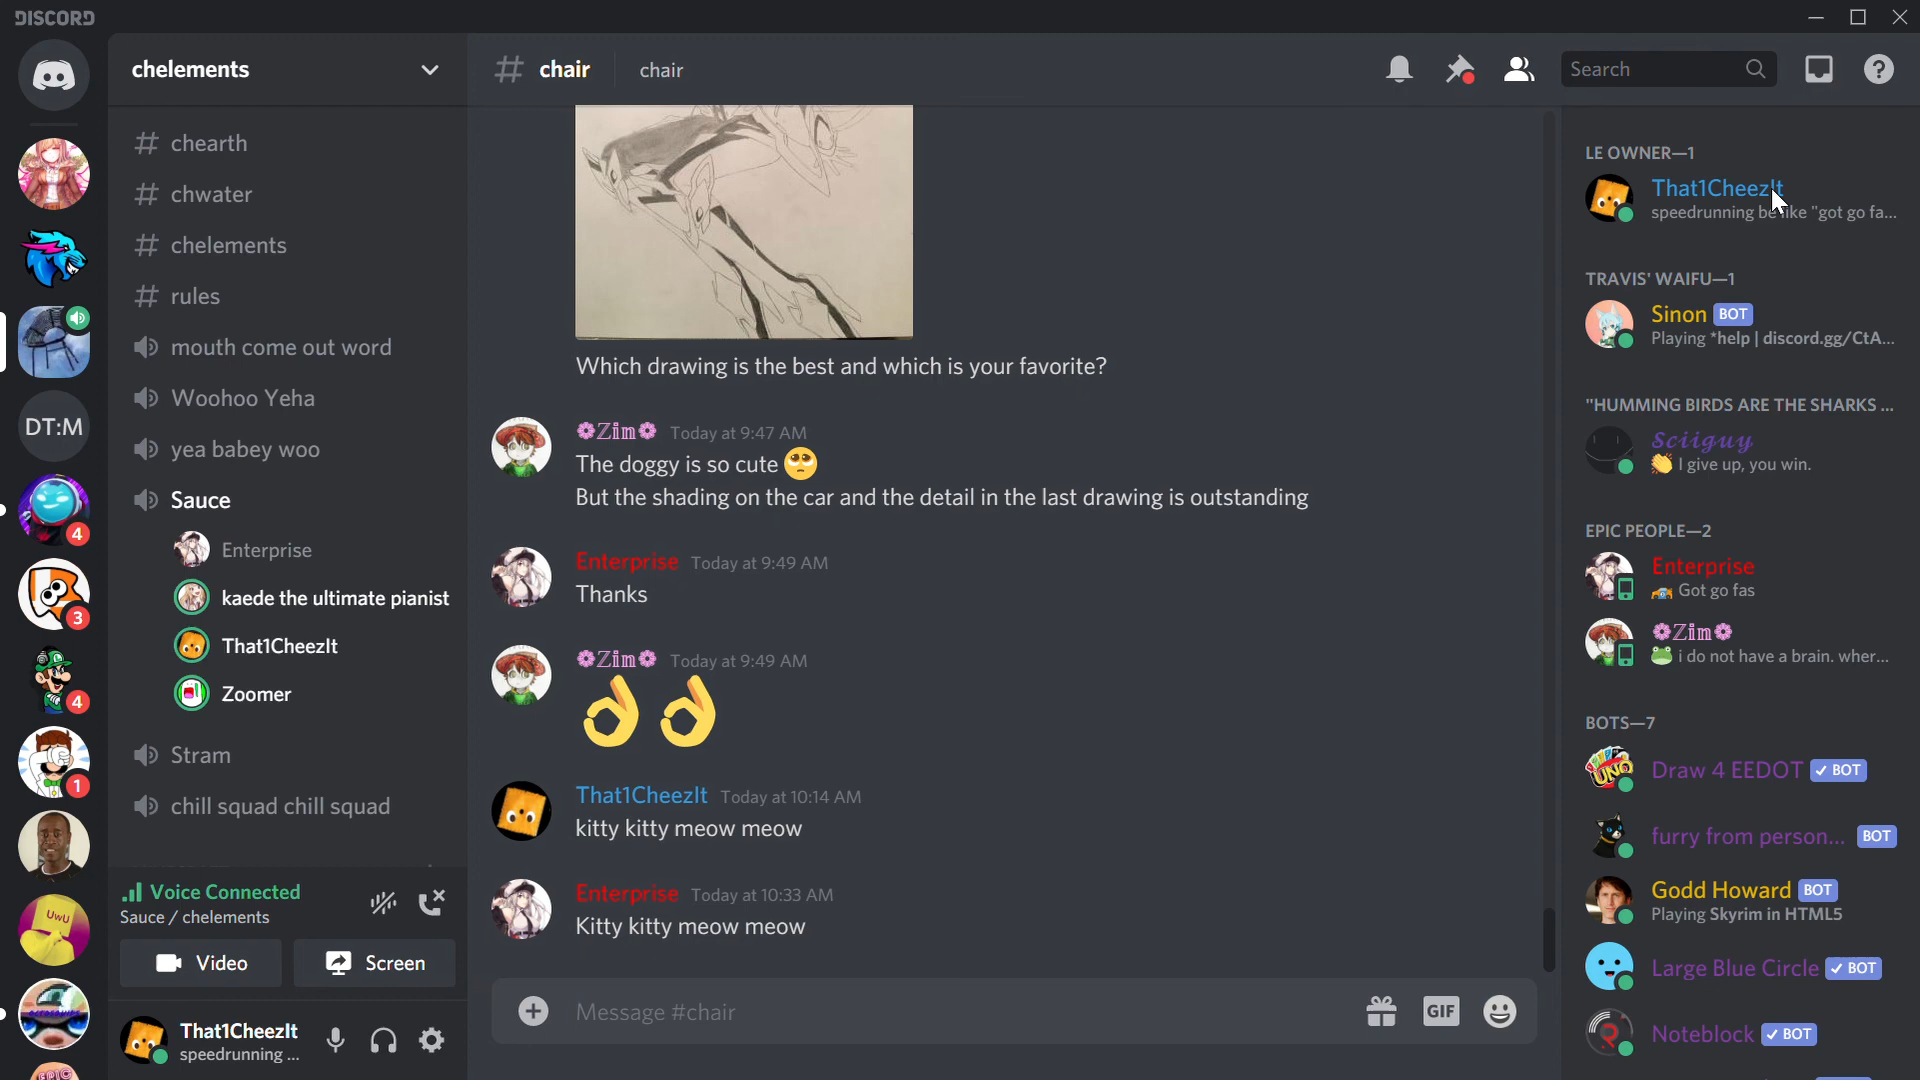 DISCORD
chelements
# chair
chair
Search
DT:M
4
3
4
1
UwU
EPIC
# chearth
# chwater
# chelements
# rules
mouth come out word
Woohoo Yeha
yea babey woo
Sauce
Enterprise
kaede the ultimate pianist
That1CheezIt
Zoomer
Stram
chill squad chill squad
Voice Connected
Sauce / chelements
Video
Screen
That1CheezIt
speedrunning ...
Which drawing is the best and which is your favorite?
❁ℤ𝕚𝕞❁ Today at 9:47 AM
The doggy is so cute 🥺
But the shading on the car and the detail in the last drawing is outstanding
Enterprise Today at 9:49 AM
Thanks
❁ℤ𝕚𝕞❁ Today at 9:49 AM
👌 👌
That1CheezIt Today at 10:14 AM
kitty kitty meow meow
Enterprise Today at 10:33 AM
Kitty kitty meow meow
Message #chair
GIF
LE OWNER—1
That1CheezIt
speedrunning be like "got go fa...
TRAVIS' WAIFU—1
Sinon BOT
Playing *help | discord.gg/CtA...
"HUMMING BIRDS ARE THE SHARKS ...
𝓢𝓬𝓲𝓲𝓰𝓾𝔂
👏 I give up, you win.
EPIC PEOPLE—2
Enterprise
Got go fas
❁ℤ𝕚𝕞❁
🐸 i do not have a brain. wher...
BOTS—7
UNO
Draw 4 EEDOT ✓ BOT
furry from person... BOT
Godd Howard BOT
Playing Skyrim in HTML5
Large Blue Circle ✓ BOT
Noteblock ✓ BOT